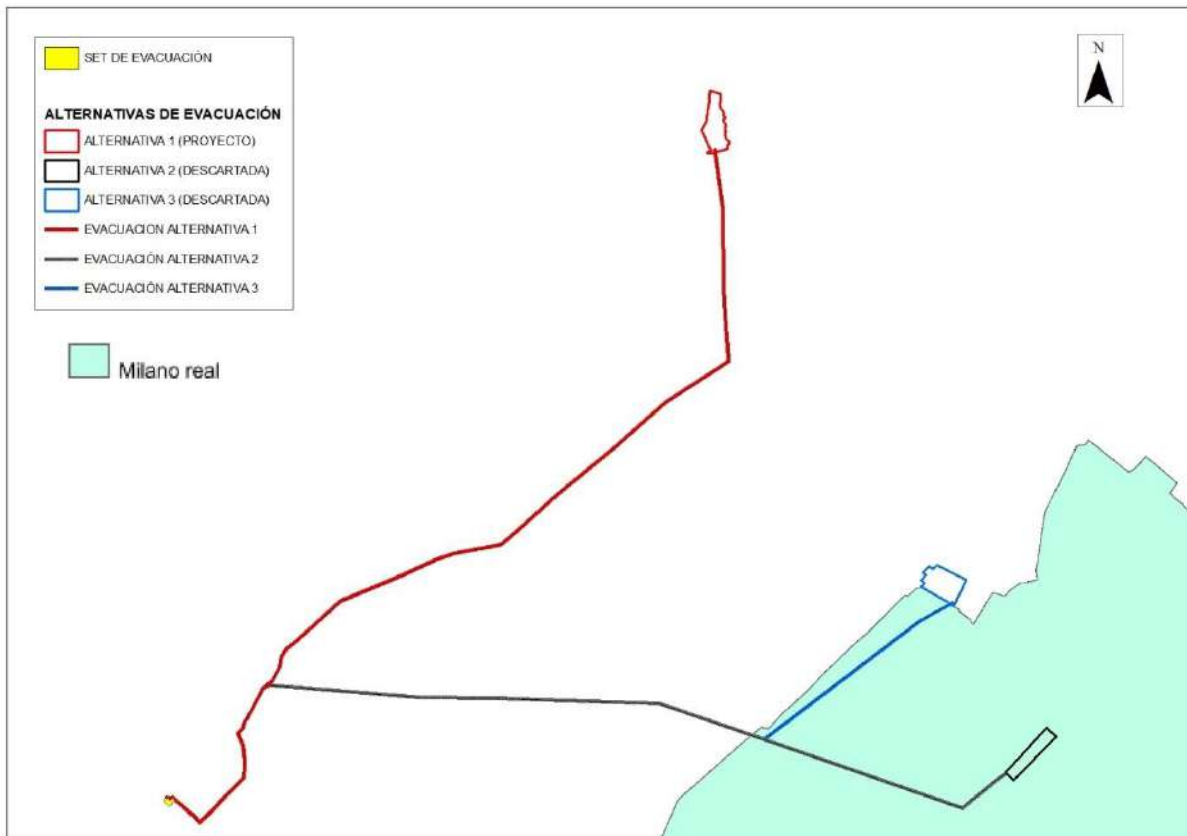 SET DE EVACUACIÓN
ALTERNATIVAS DE EVACUACIÓN
ALTERNATIVA 1 (PROYECTO)
ALTERNATIVA 2 (DESCARTADA)
ALTERNATIVA 3 (DESCARTADA)
EVACUACION ALTERNATIVA 1
EVACUACIÓN ALTERNATIVA 2
EVACUACIÓN ALTERNATIVA 3
Milano real
N